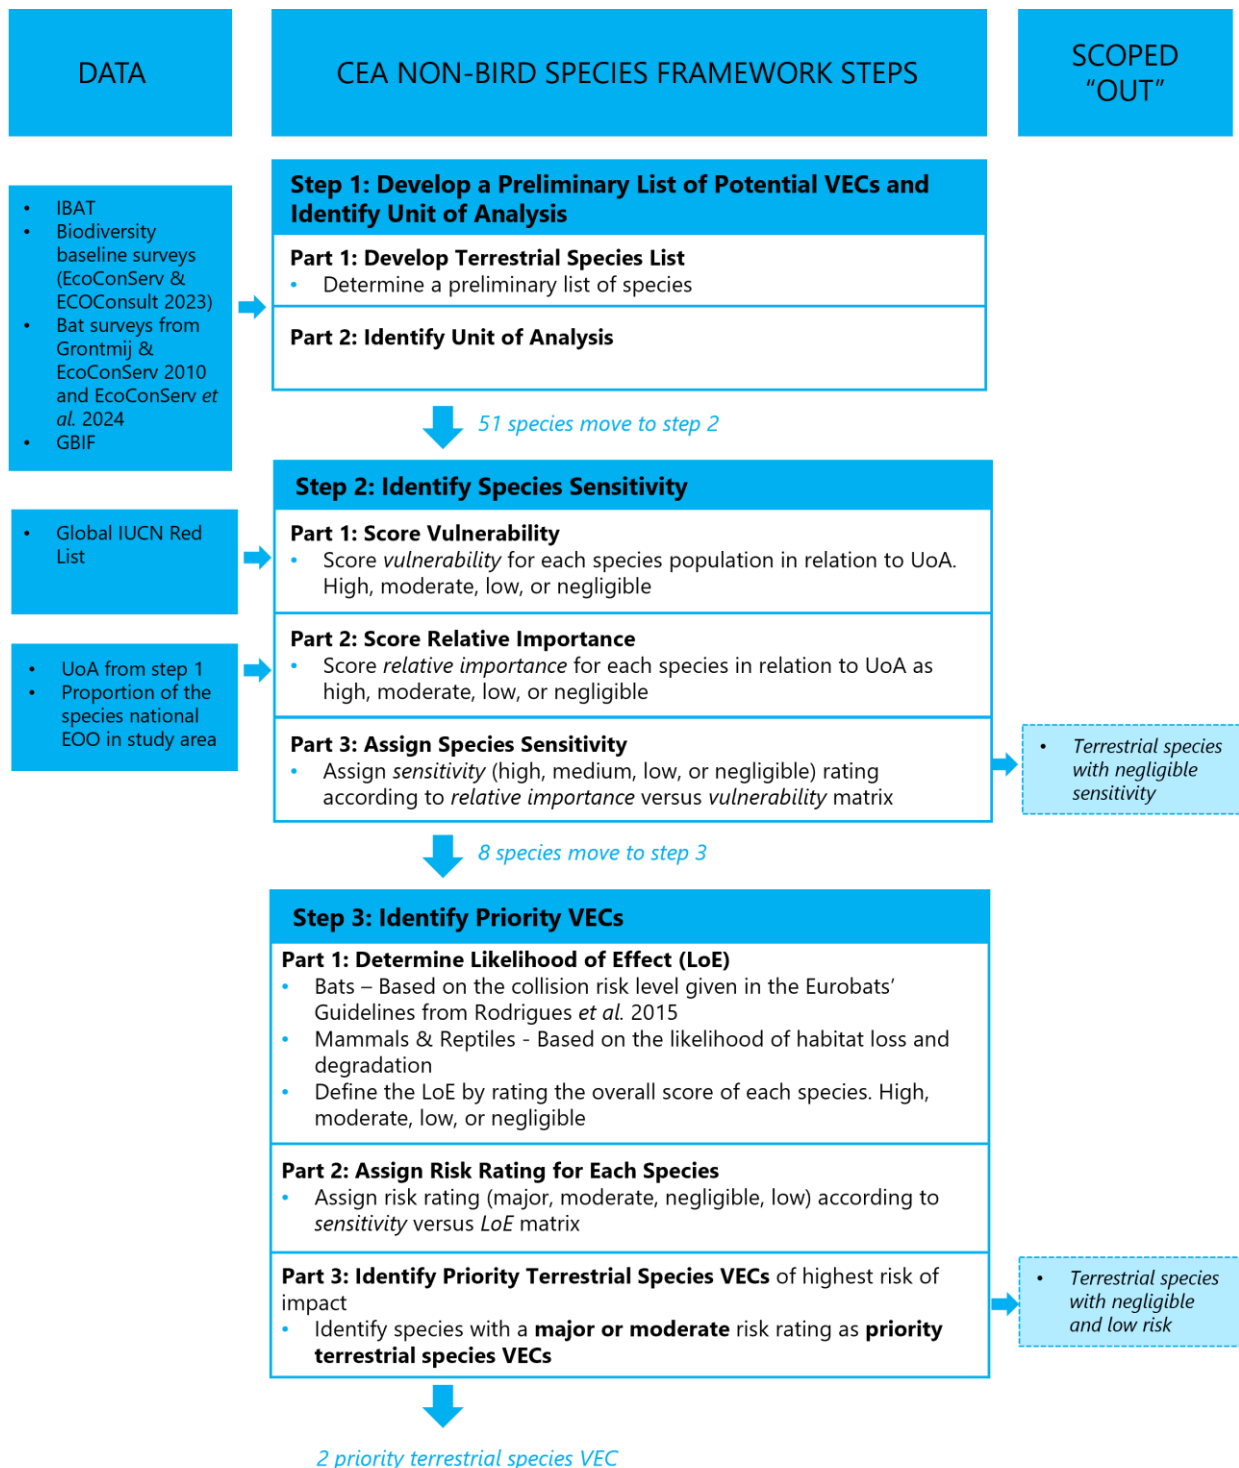 DATA
CEA NON-BIRD SPECIES FRAMEWORK STEPS
SCOPED
“OUT”
• IBAT
• Biodiversity
baseline surveys
(EcoConServ &
ECOConsult 2023)
• Bat surveys from
Grontmij &
EcoConServ 2010
and EcoConServ et
al. 2024
• GBIF
Step 1: Develop a Preliminary List of Potential VECs and
Identify Unit of Analysis
Part 1: Develop Terrestrial Species List
• Determine a preliminary list of species
Part 2: Identify Unit of Analysis
51 species move to step 2
• Global IUCN Red
List
• UoA from step 1
• Proportion of the
species national
EOO in study area
Step 2: Identify Species Sensitivity
Part 1: Score Vulnerability
• Score vulnerability for each species population in relation to UoA.
High, moderate, low, or negligible
Part 2: Score Relative Importance
• Score relative importance for each species in relation to UoA as
high, moderate, low, or negligible
Part 3: Assign Species Sensitivity
• Assign sensitivity (high, medium, low, or negligible) rating
according to relative importance versus vulnerability matrix
• Terrestrial species
with negligible
sensitivity
8 species move to step 3
Step 3: Identify Priority VECs
Part 1: Determine Likelihood of Effect (LoE)
• Bats – Based on the collision risk level given in the Eurobats’
Guidelines from Rodrigues et al. 2015
• Mammals & Reptiles - Based on the likelihood of habitat loss and
degradation
• Define the LoE by rating the overall score of each species. High,
moderate, low, or negligible
Part 2: Assign Risk Rating for Each Species
• Assign risk rating (major, moderate, negligible, low) according to
sensitivity versus LoE matrix
Part 3: Identify Priority Terrestrial Species VECs of highest risk of
impact
• Identify species with a major or moderate risk rating as priority
terrestrial species VECs
• Terrestrial species
with negligible
and low risk
2 priority terrestrial species VEC